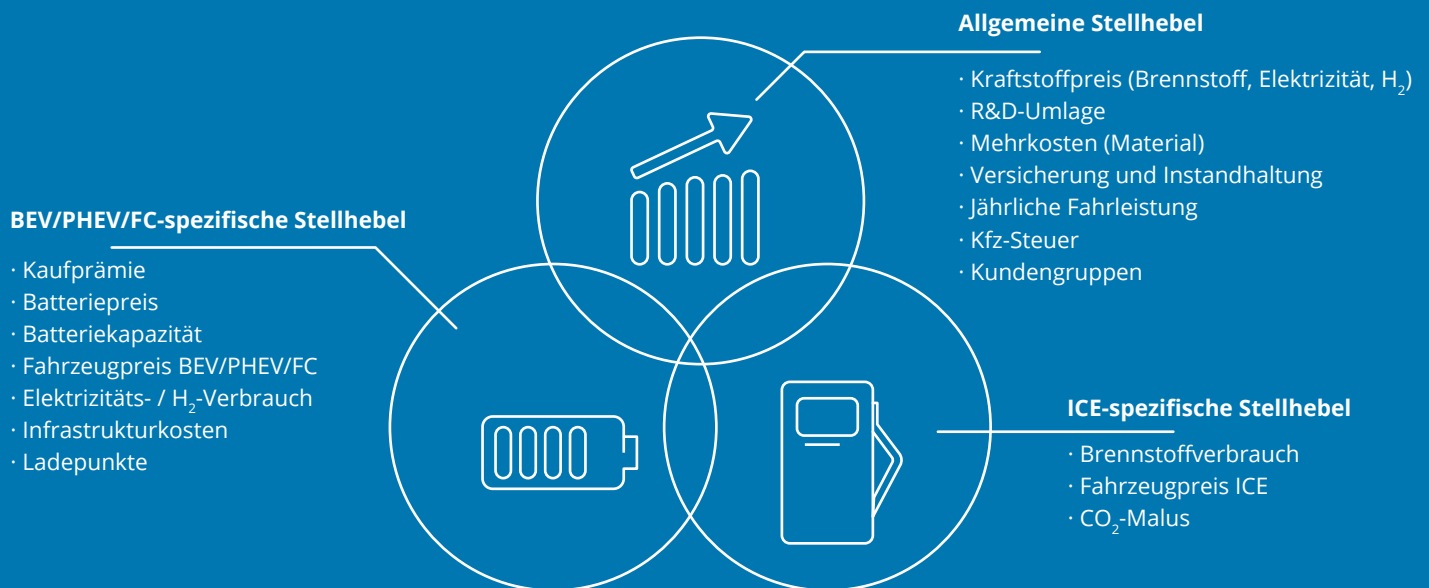 Allgemeine Stellhebel
· Kraftstoffpreis (Brennstoff, Elektrizität, H₂)
· R&D-Umlage
· Mehrkosten (Material)
· Versicherung und Instandhaltung
· Jährliche Fahrleistung
· Kfz-Steuer
· Kundengruppen
BEV/PHEV/FC-spezifische Stellhebel
· Kaufprämie
· Batteriepreis
· Batteriekapazität
· Fahrzeugpreis BEV/PHEV/FC
· Elektrizitäts- / H₂-Verbrauch
· Infrastrukturkosten
· Ladepunkte
ICE-spezifische Stellhebel
· Brennstoffverbrauch
· Fahrzeugpreis ICE
· CO₂-Malus